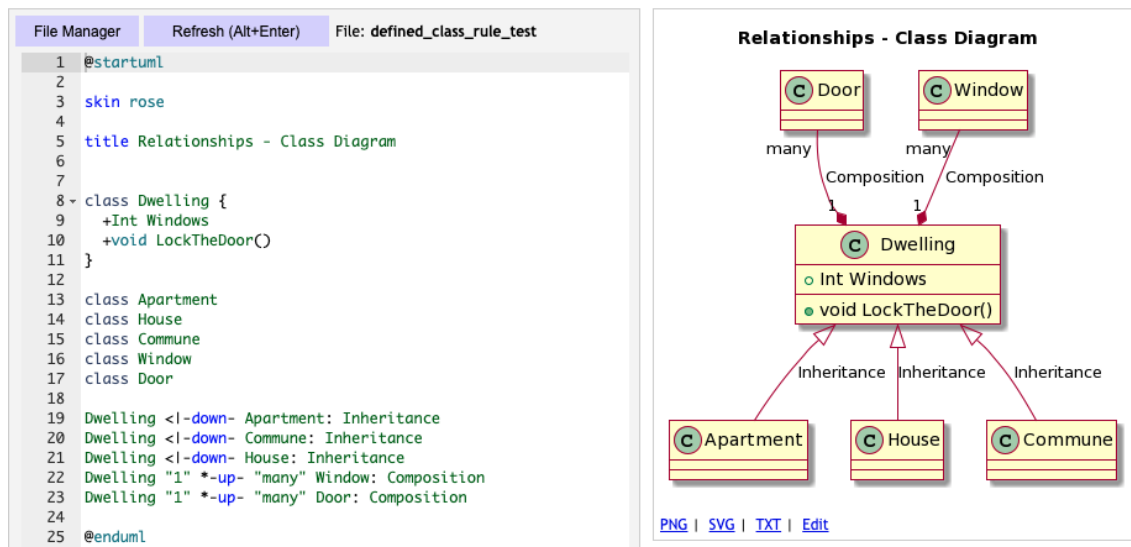 File Manager Refresh (Alt+Enter) File: defined_class_rule_test
1 @startuml
2
3 skin rose
4
5 title Relationships - Class Diagram
6
7
8 class Dwelling {
9 +Int Windows
10 +void LockTheDoor()
11 }
12
13 class Apartment
14 class House
15 class Commune
16 class Window
17 class Door
18
19 Dwelling <|-down- Apartment: Inheritance
20 Dwelling <|-down- Commune: Inheritance
21 Dwelling <|-down- House: Inheritance
22 Dwelling "1" *-up- "many" Window: Composition
23 Dwelling "1" *-up- "many" Door: Composition
24
25 @enduml
Relationships - Class Diagram
C Door C Window
many many
Composition Composition
1 1
C Dwelling
Int Windows
void LockTheDoor()
Inheritance Inheritance Inheritance
C Apartment C House C Commune
PNG | SVG | TXT | Edit